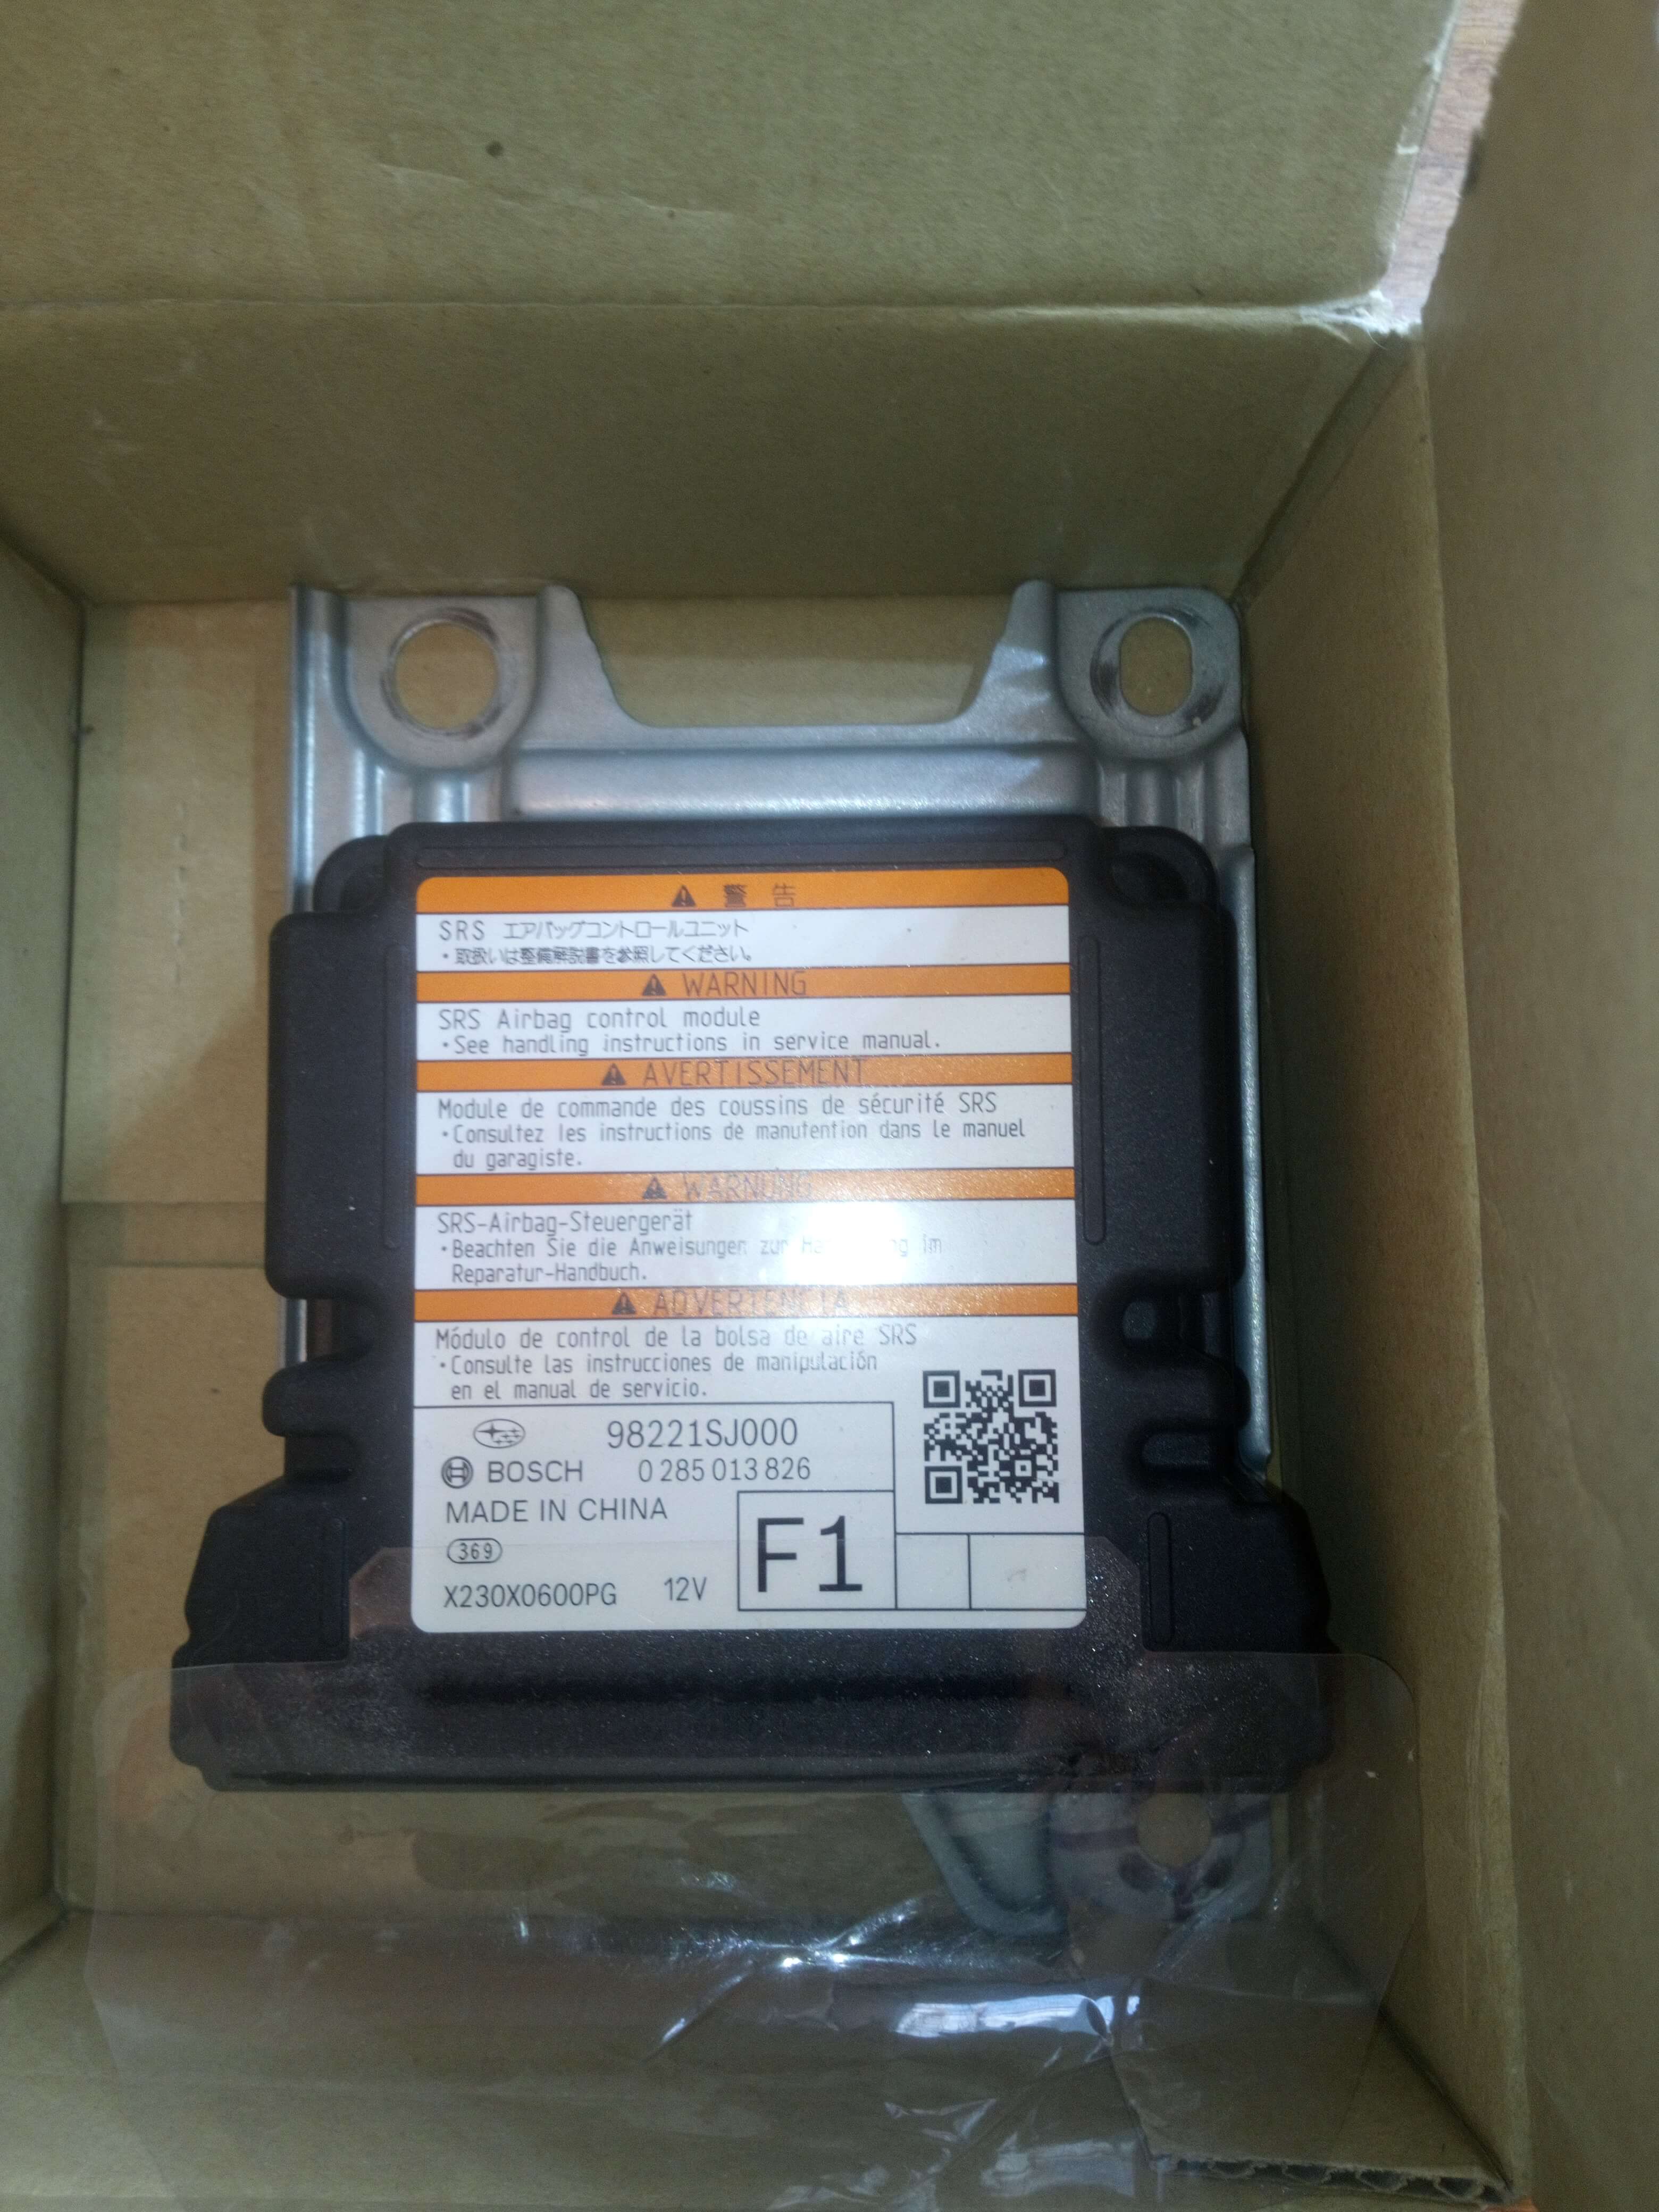 ⚠ 警 告
SRS エアバッグコントロールユニット
・取扱いは整備解説書を参照してください。
⚠ WARNING
SRS Airbag control module
・See handling instructions in service manual.
⚠ AVERTISSEMENT
Module de commande des coussins de sécurité SRS
・Consultez les instructions de manutention dans le manuel
du garagiste.
⚠ WARNUNG
SRS-Airbag-Steuergerät
・Beachten Sie die Anweisungen zur im
Reparatur-Handbuch.
⚠ ADVERTENCIA
Módulo de control de la bolsa de aire SRS
・Consulte las instrucciones de manipulación
en el manual de servicio.
98221SJ000
BOSCH 0 285 013 826
MADE IN CHINA
369
F1
X230X0600PG 12V